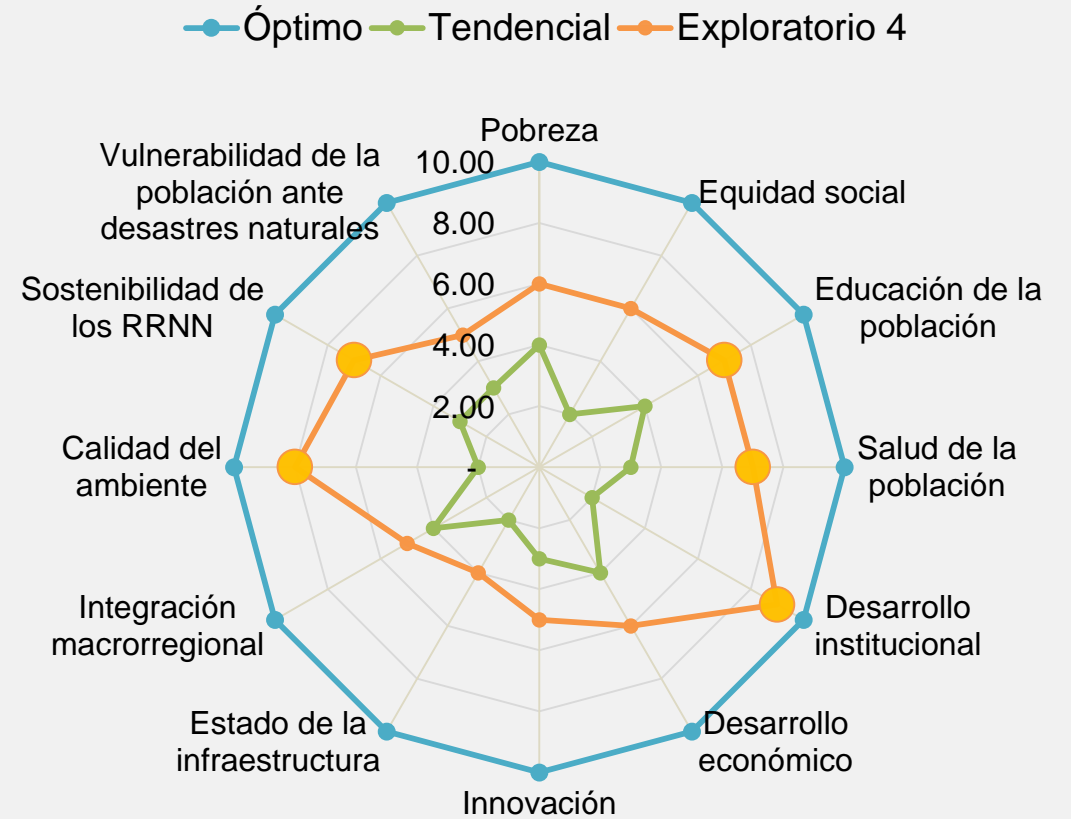 Óptimo Tendencial Exploratorio 4
Pobreza
10.00
8.00
6.00
4.00
2.00
-
Equidad social
Educación de la
población
Salud de la
población
Desarrollo
institucional
Desarrollo
económico
Innovación
Estado de la
infraestructura
Integración
macrorregional
Calidad del
ambiente
Sostenibilidad de
los RRNN
Vulnerabilidad de la
población ante
desastres naturales